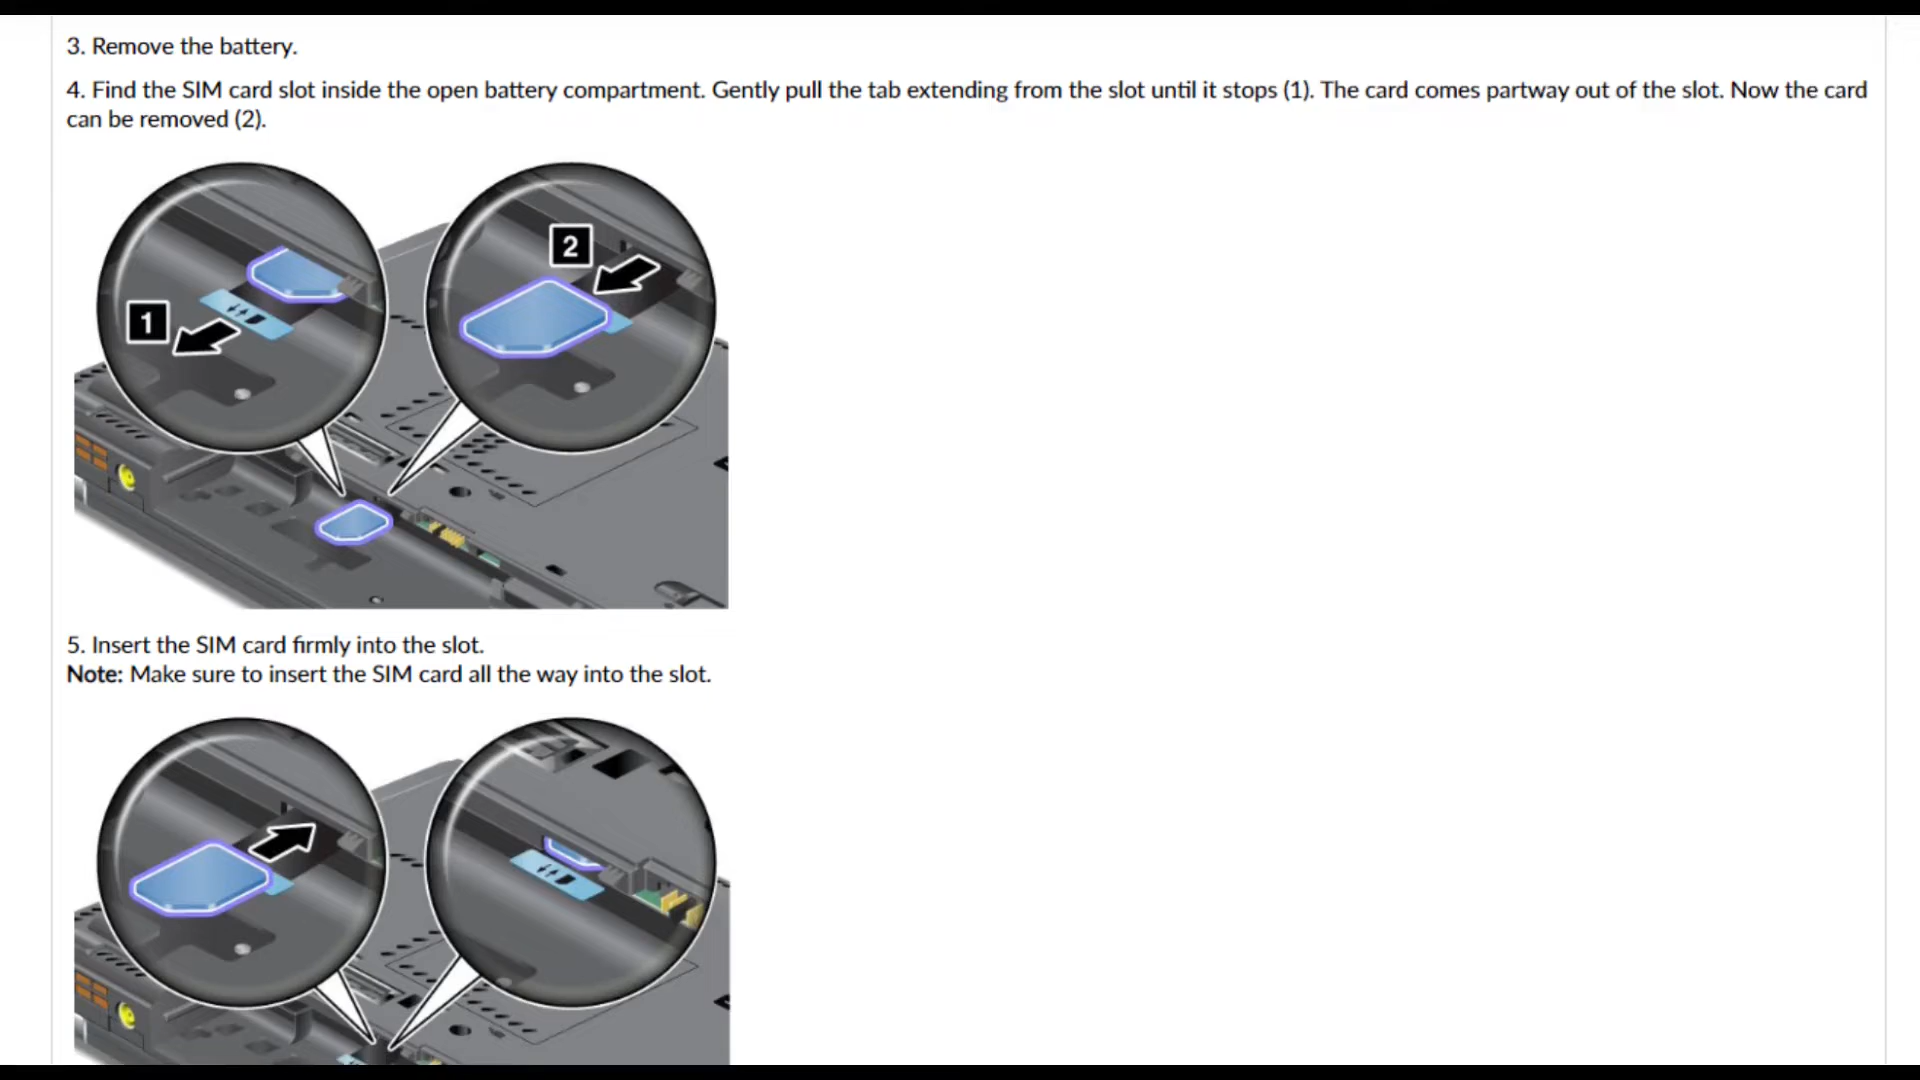 3. Remove the battery.
4. Find the SIM card slot inside the open battery compartment. Gently pull the tab extending from the slot until it stops (1). The card comes partway out of the slot. Now the card
can be removed (2).
1
2
5. Insert the SIM card firmly into the slot.
Note: Make sure to insert the SIM card all the way into the slot.